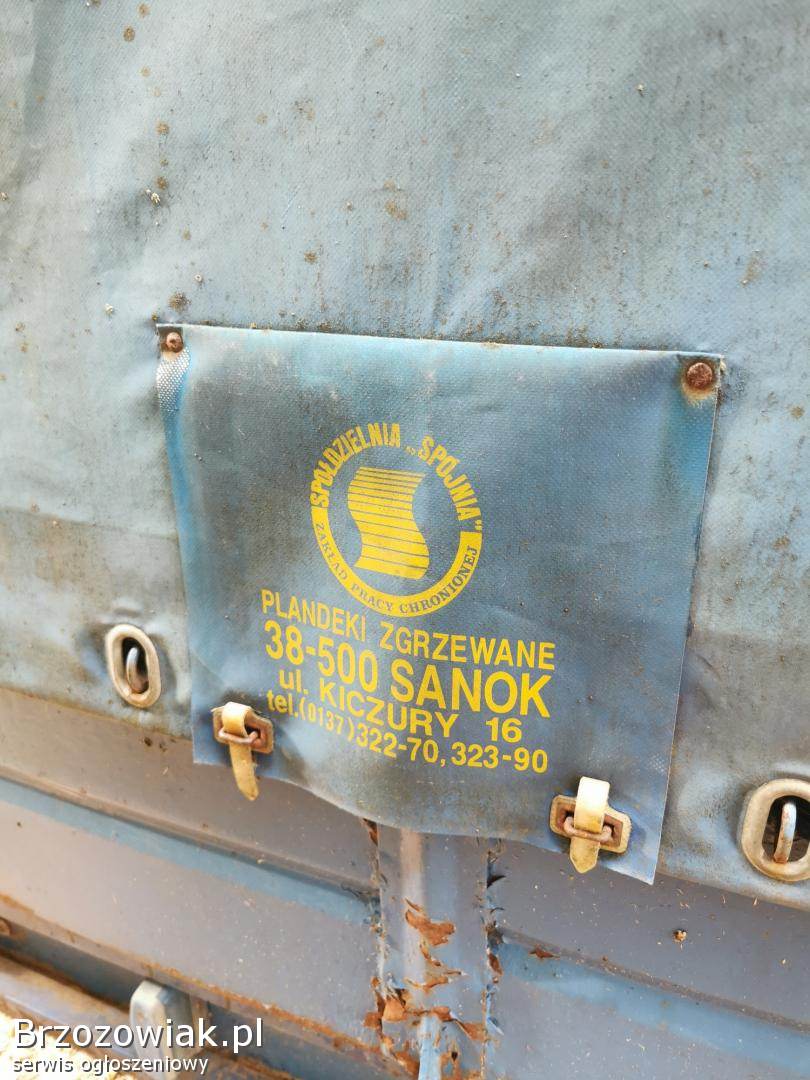 SPÓŁDZIELNIA „SPÓJNIA"
ZAKŁAD PRACY CHRONIONEJ
PLANDEKI ZGRZEWANE
38-500 SANOK
ul. KICZURY 16
tel.(0137)322-70, 323-90
Brzozowiak.pl
serwis ogłoszeniowy